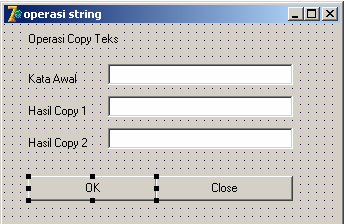 operasi string
Operasi Copy Teks
Kata Awal
Hasil Copy 1
Hasil Copy 2
OK Close